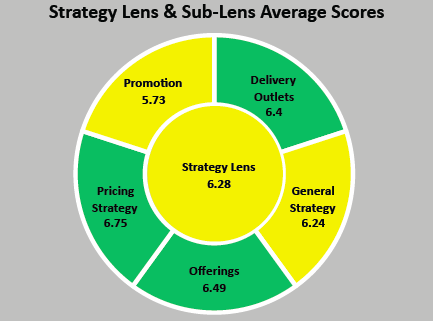 Strategy Lens & Sub-Lens Average Scores
Promotion
5.73
Delivery
Outlets
6.4
Strategy Lens
6.28
Pricing
Strategy
6.75
General
Strategy
6.24
Offerings
6.49